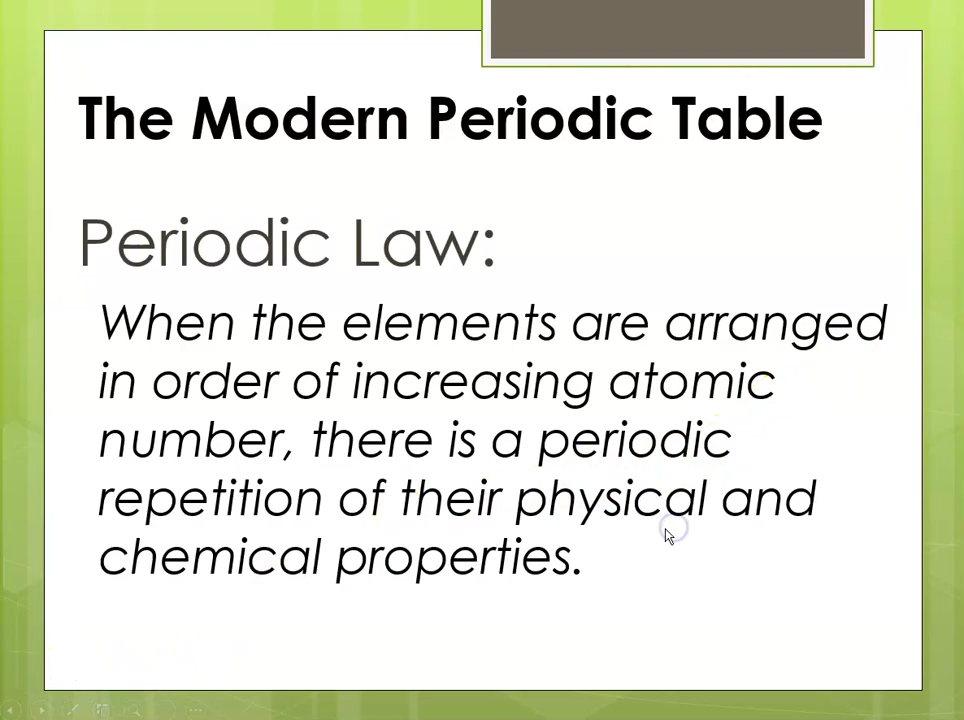 The Modern Periodic Table
Periodic Law:
When the elements are arranged
in order of increasing atomic
number, there is a periodic
repetition of their physical and
chemical properties.